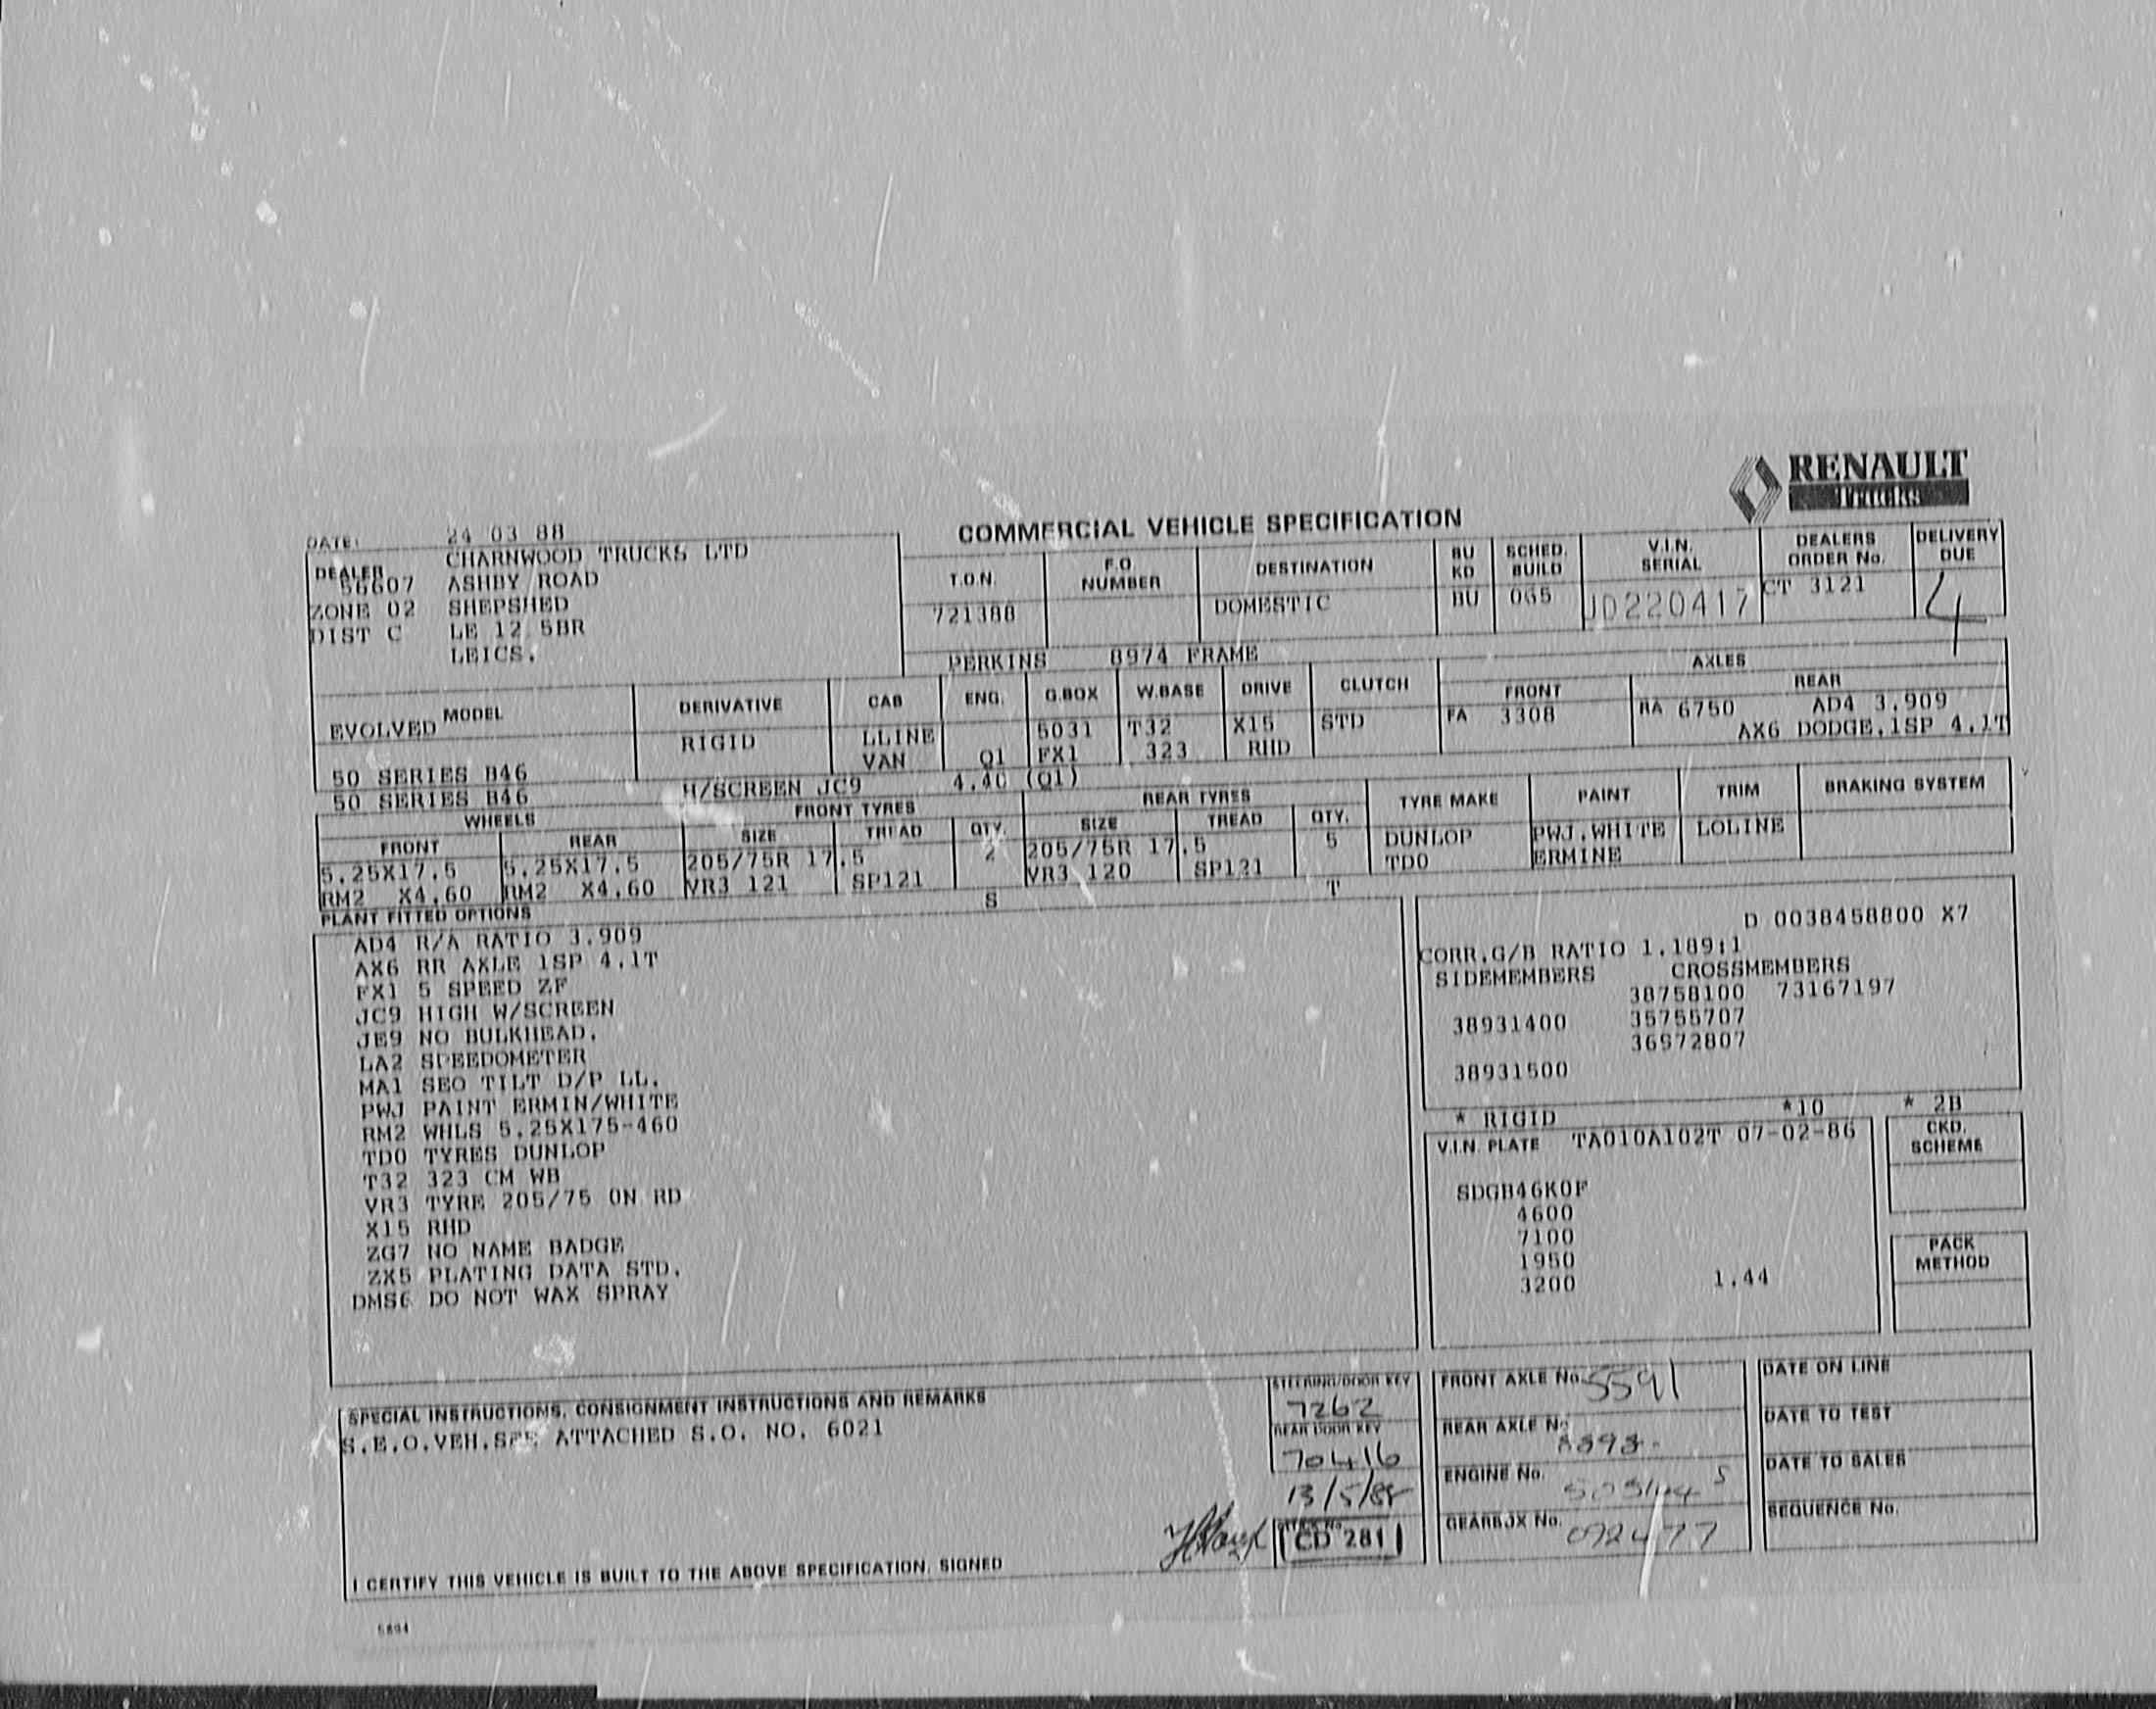 RENAULT
Trucks
COMMERCIAL VEHICLE SPECIFICATION
DATE: 24 03 88
DEALER CHARNWOOD TRUCKS LTD
56607 ASHBY ROAD
ZONE 02 SHEPSHED
DIST C LE 12 5BR
LEICS.
T.O.N. F.O. NUMBER DESTINATION BU KD SCHED. BUILD V.I.N. SERIAL DEALERS ORDER No. DELIVERY DUE
721388 DOMESTIC BU 065 JD220417 CT 3121 4
PERKINS 8974 FRAME
MODEL DERIVATIVE CAB ENG. G.BOX W.BASE DRIVE CLUTCH AXLES FRONT REAR
EVOLVED RIGID LLINE 5031 T32 X15 STD FA 3308 RA 6750 AD4 3.909
VAN Q1 FX1 323 RHD AX6 DODGE.1SP 4.1T
50 SERIES B46
50 SERIES B46 H/SCREEN JC9 4.40 (Q1)
WHEELS FRONT TYRES REAR TYRES TYRE MAKE PAINT TRIM BRAKING SYSTEM
FRONT REAR SIZE TREAD QTY. SIZE TREAD QTY.
5.25X17.5 5.25X17.5 205/75R 17.5 2 205/75R 17.5 5 DUNLOP PWJ.WHITE LOLINE
RM2 X4.60 RM2 X4.60 VR3 121 SP121 VR3 120 SP121 TD0 ERMINE
S T
PLANT FITTED OPTIONS
AD4 R/A RATIO 3.909
AX6 RR AXLE 1SP 4.1T
FX1 5 SPEED ZF
JC9 HIGH W/SCREEN
JE9 NO BULKHEAD.
LA2 SPEEDOMETER
MA1 SEO TILT D/P LL.
PWJ PAINT ERMIN/WHITE
RM2 WHLS 5.25X175-460
TD0 TYRES DUNLOP
T32 323 CM WB
VR3 TYRE 205/75 ON RD
X15 RHD
ZG7 NO NAME BADGE
ZX5 PLATING DATA STD.
DMS6 DO NOT WAX SPRAY
D 0038458800 X7
CORR.G/B RATIO 1.189:1
SIDEMEMBERS CROSSMEMBERS
38758100 73167197
38931400 35755707
36972807
38931500
* RIGID *10 * 2B
V.I.N. PLATE TA010A102T 07-02-86
CKD. SCHEME
SDGB46K0F
4600
7100
1950
3200 1.44
PACK METHOD
SPECIAL INSTRUCTIONS, CONSIGNMENT INSTRUCTIONS AND REMARKS
S.E.O.VEH.SEE ATTACHED S.O. NO. 6021
STEERING/DOOR KEY
7262
REAR DOOR KEY
70416
13/5/88
CD 281
FRONT AXLE No. 5591
REAR AXLE No.
ENGINE No.
GEARBOX No. 092477
DATE ON LINE
DATE TO TEST
DATE TO SALES
SEQUENCE No.
I CERTIFY THIS VEHICLE IS BUILT TO THE ABOVE SPECIFICATION. SIGNED